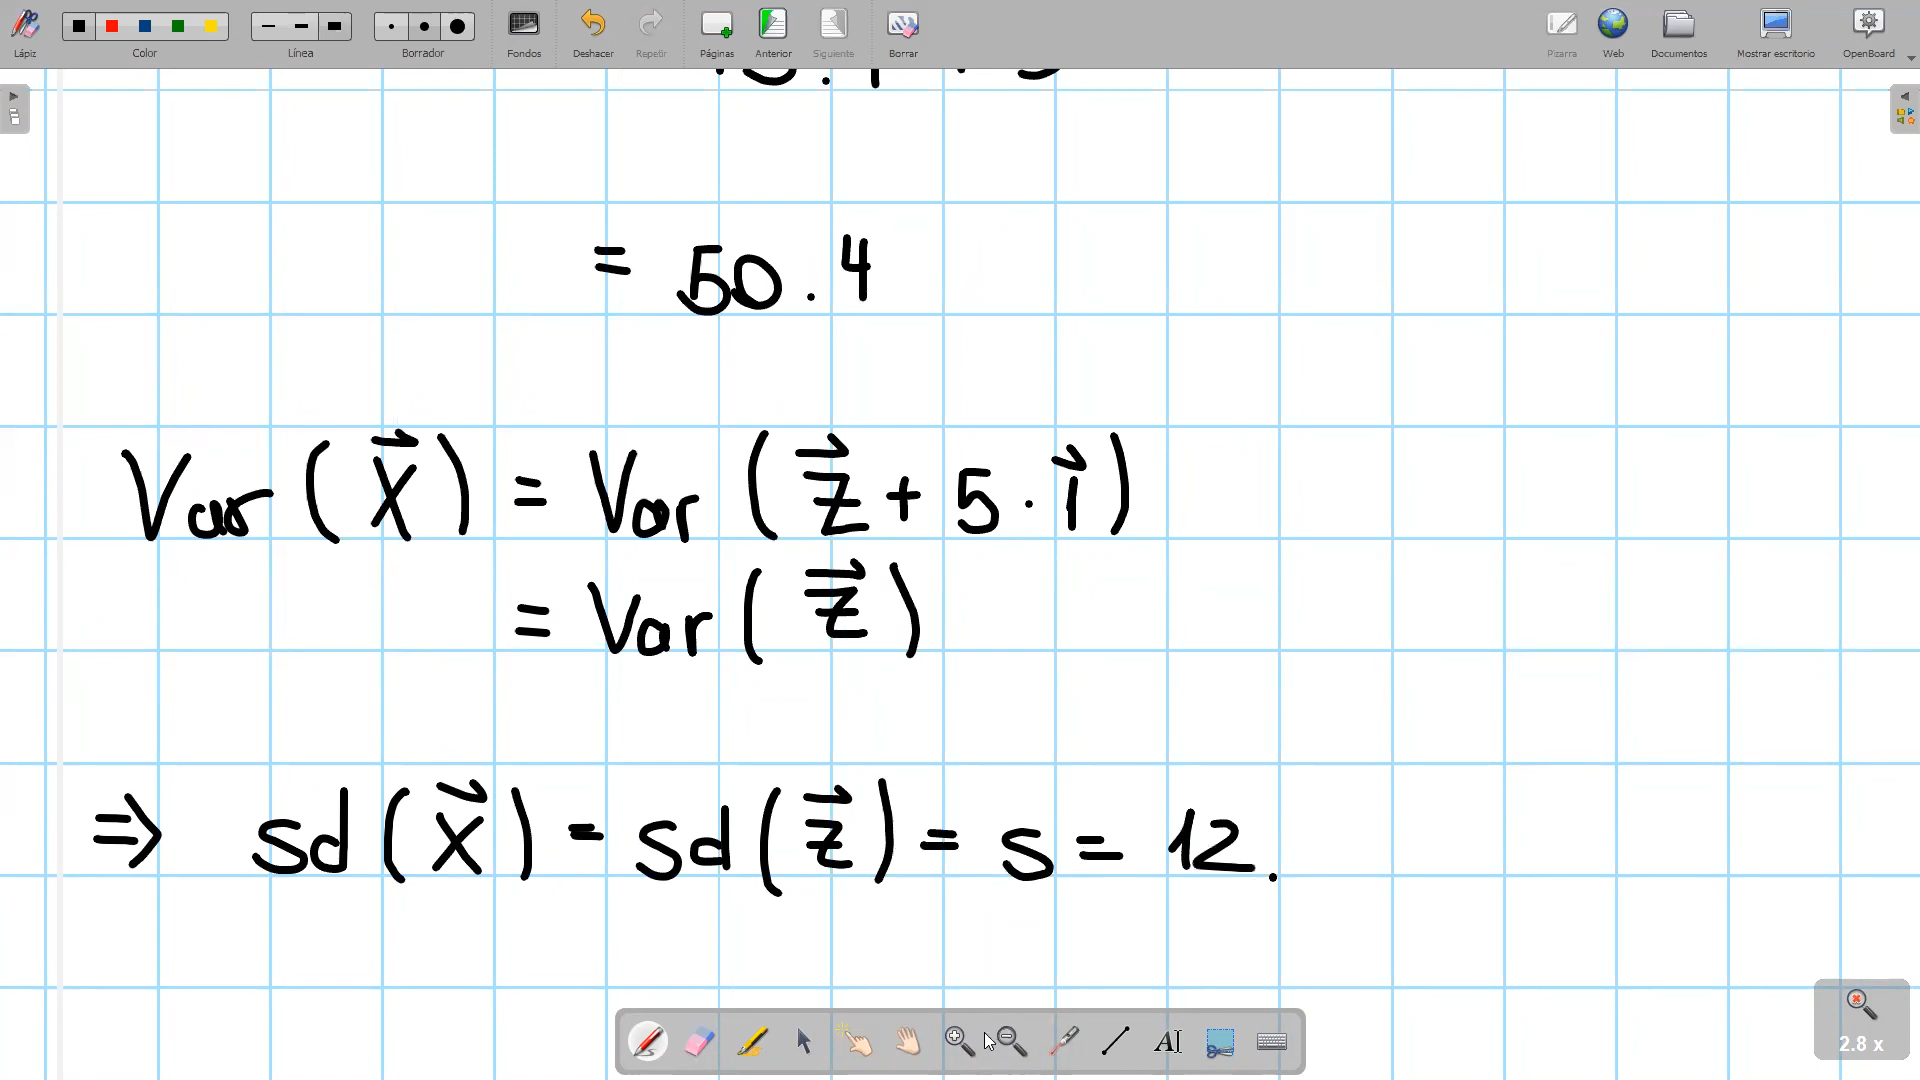 Lápiz Color Línea Borrador Fondos Deshacer Repetir Páginas Anterior Siguiente Borrar Pizarra Web Documentos Mostrar escritorio OpenBoard
= 50.4
Var(X⃗) = Var(z⃗ + 5·1⃗)
= Var(z⃗)
⇒ sd(X⃗) = sd(z⃗) = s = 12.
AI
2.8 x